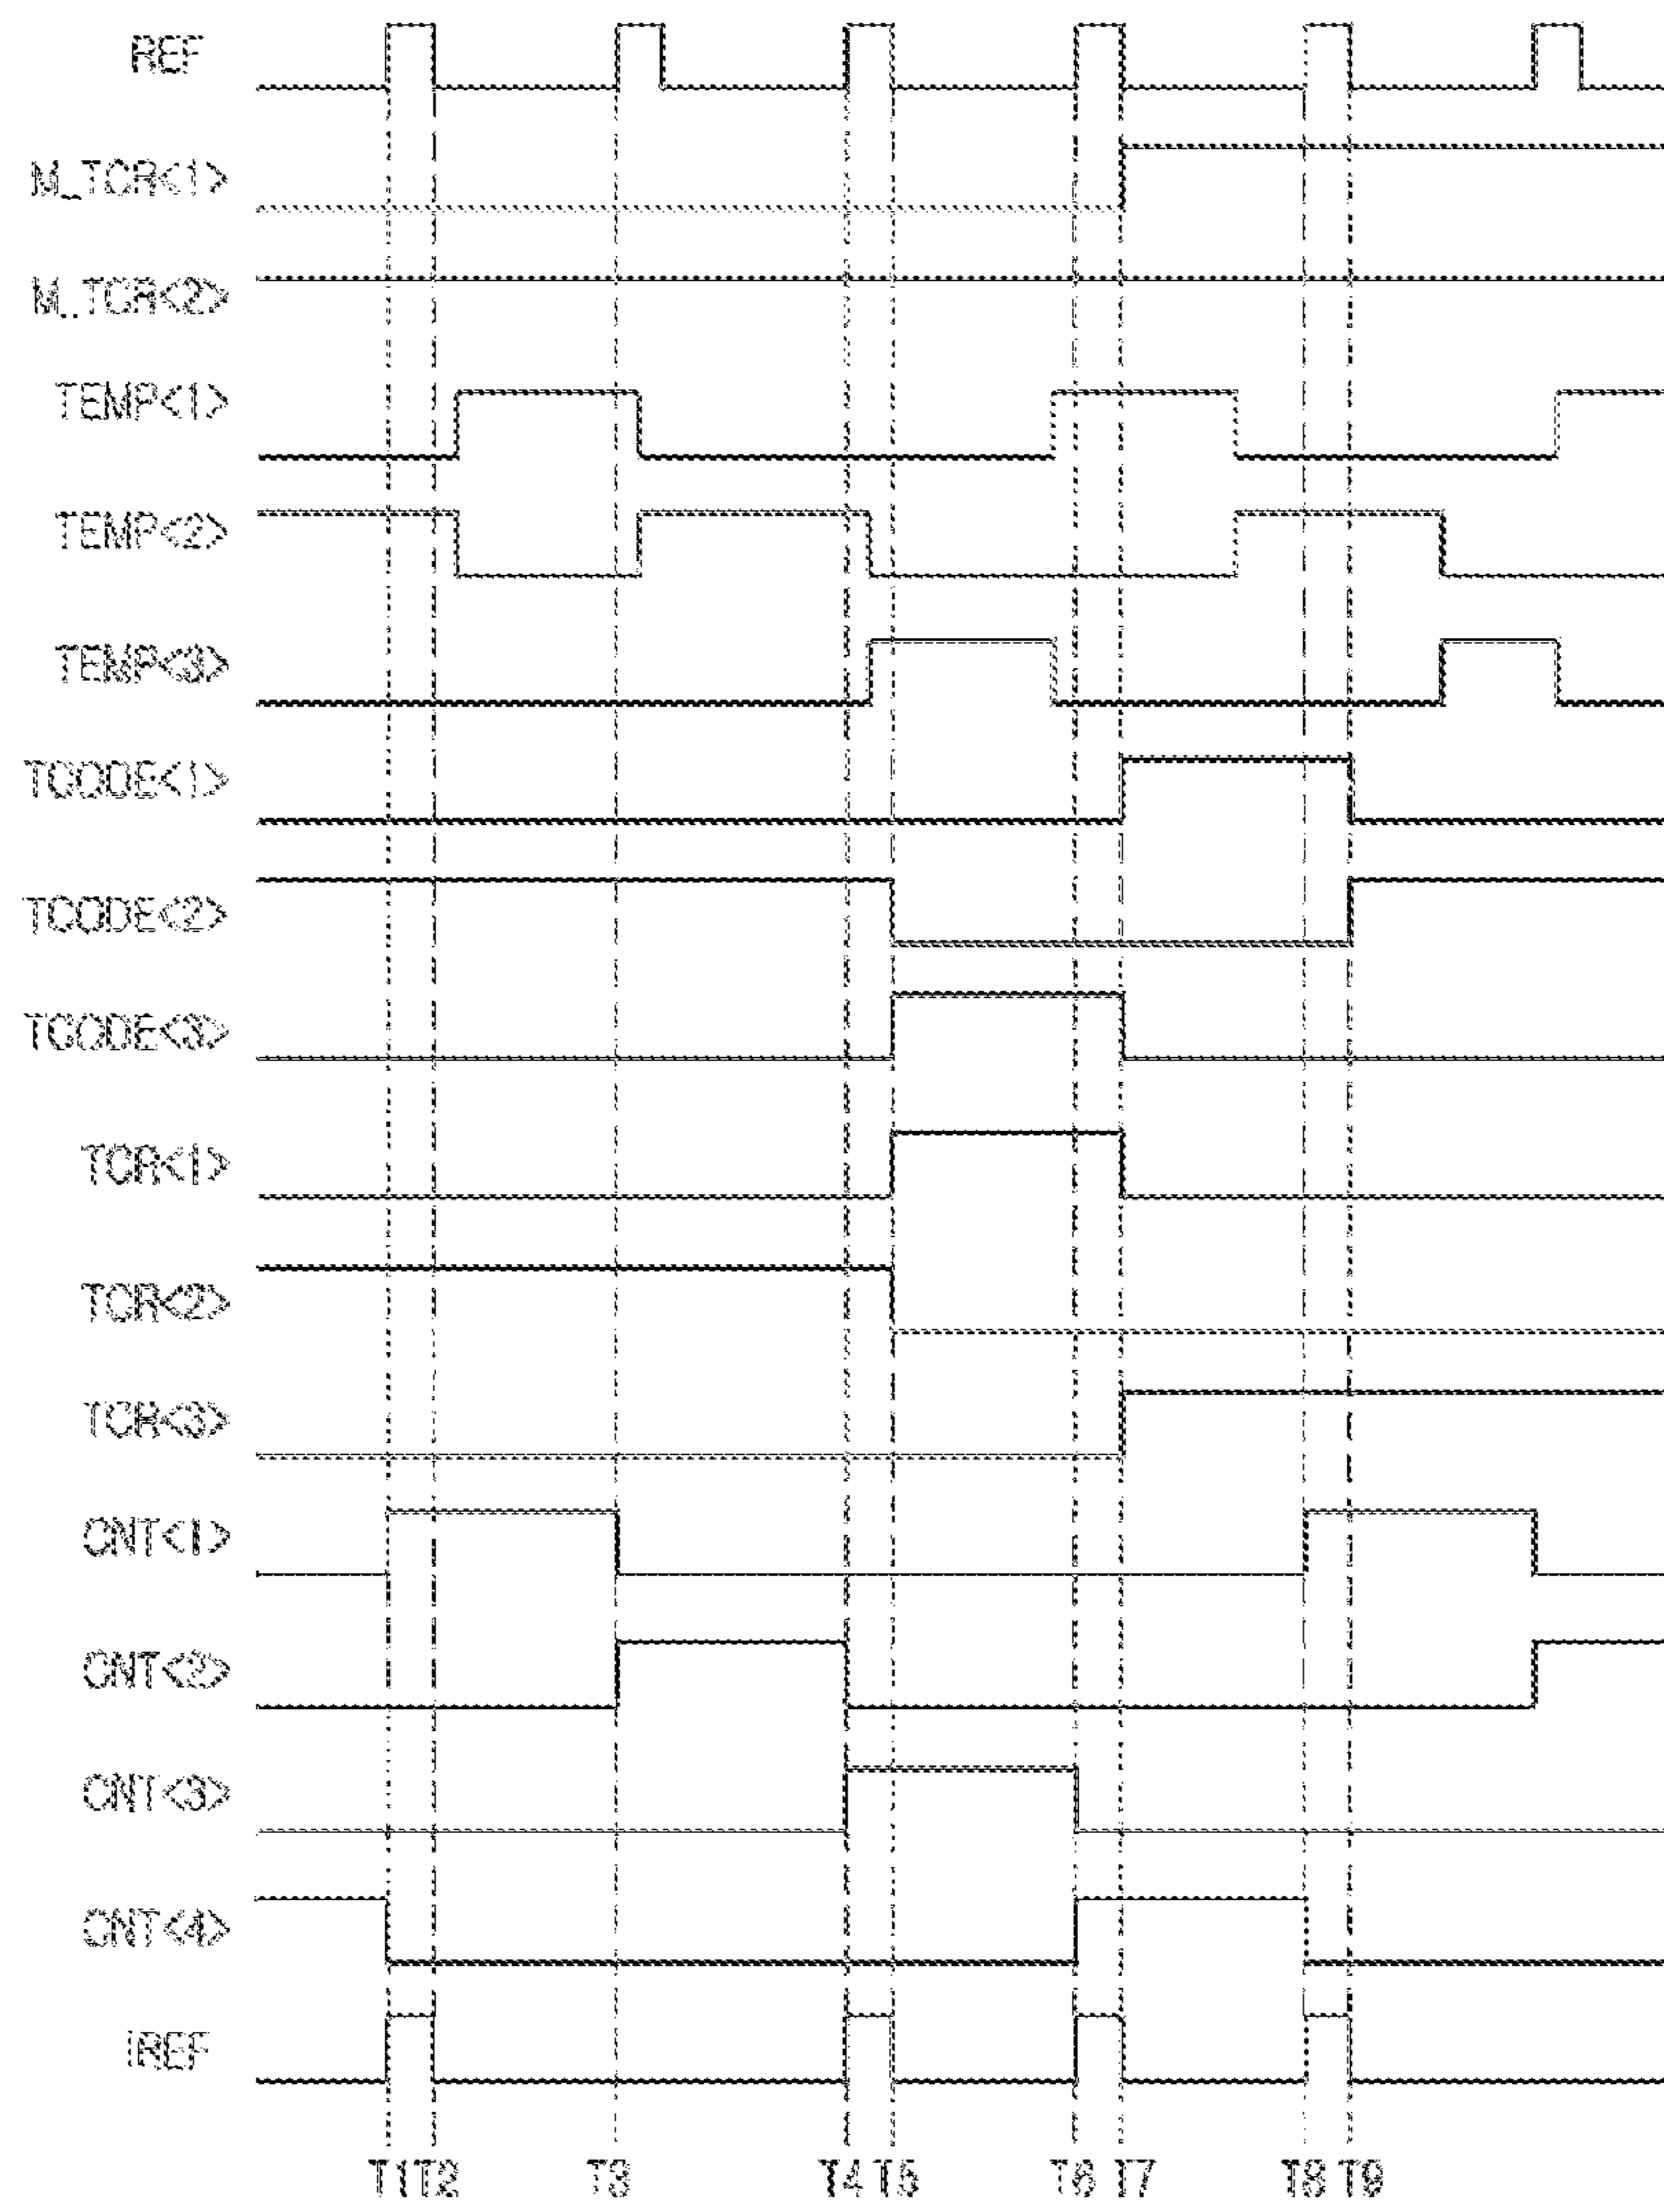 REF
M_TCR<1>
M_TCR<2>
TEMP<1>
TEMP<2>
TEMP<3>
TCODE<1>
TCODE<2>
TCODE<3>
TCR<1>
TCR<2>
TCR<3>
CNT<1>
CNT<2>
CNT<3>
CNT<4>
IREF
T1 T2 T3 T4 T5 T6 T7 T8 T9